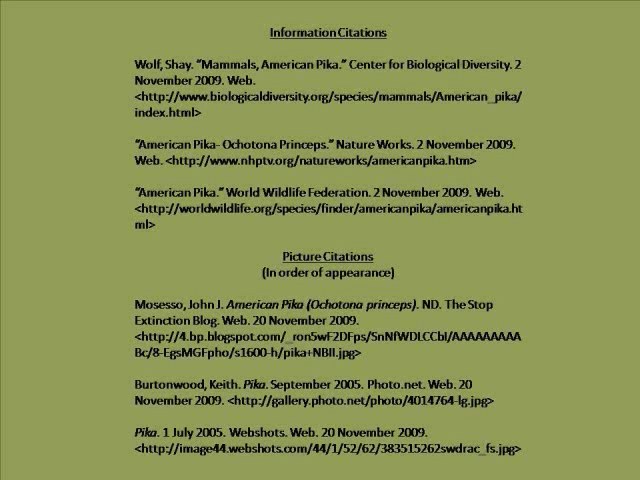 Information Citations
Wolf, Shay. “Mammals, American Pika.” Center for Biological Diversity. 2
November 2009. Web.
<http://www.biologicaldiversity.org/species/mammals/American_pika/
index.html>
“American Pika- Ochotona Princeps.” Nature Works. 2 November 2009.
Web. <http://www.nhptv.org/natureworks/americanpika.htm>
“American Pika.” World Wildlife Federation. 2 November 2009. Web.
<http://worldwildlife.org/species/finder/americanpika/americanpika.ht
ml>
Picture Citations
(In order of appearance)
Mosesso, John J. American Pika (Ochotona princeps). ND. The Stop
Extinction Blog. Web. 20 November 2009.
<http://4.bp.blogspot.com/_ron5wF2DFps/SnNfWDLCCbI/AAAAAAAAA
Bc/8-EgsMGFpho/s1600-h/pika+NBII.jpg>
Burtonwood, Keith. Pika. September 2005. Photo.net. Web. 20
November 2009. <http://gallery.photo.net/photo/4014764-lg.jpg>
Pika. 1 July 2005. Webshots. Web. 20 November 2009.
<http://image44.webshots.com/44/1/52/62/383515262swdrac_fs.jpg>